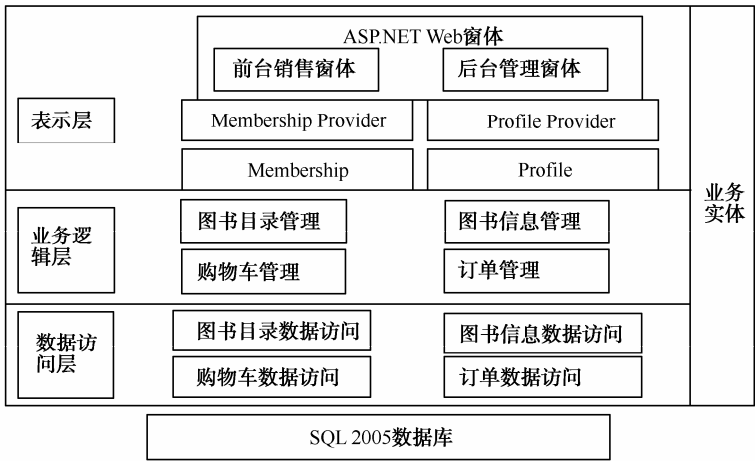 ASP.NET Web窗体
前台销售窗体
后台管理窗体
表示层
Membership Provider
Profile Provider
Membership
Profile
业务
实体
业务逻
辑层
图书目录管理
图书信息管理
购物车管理
订单管理
数据访
问层
图书目录数据访问
图书信息数据访问
购物车数据访问
订单数据访问
SQL 2005数据库